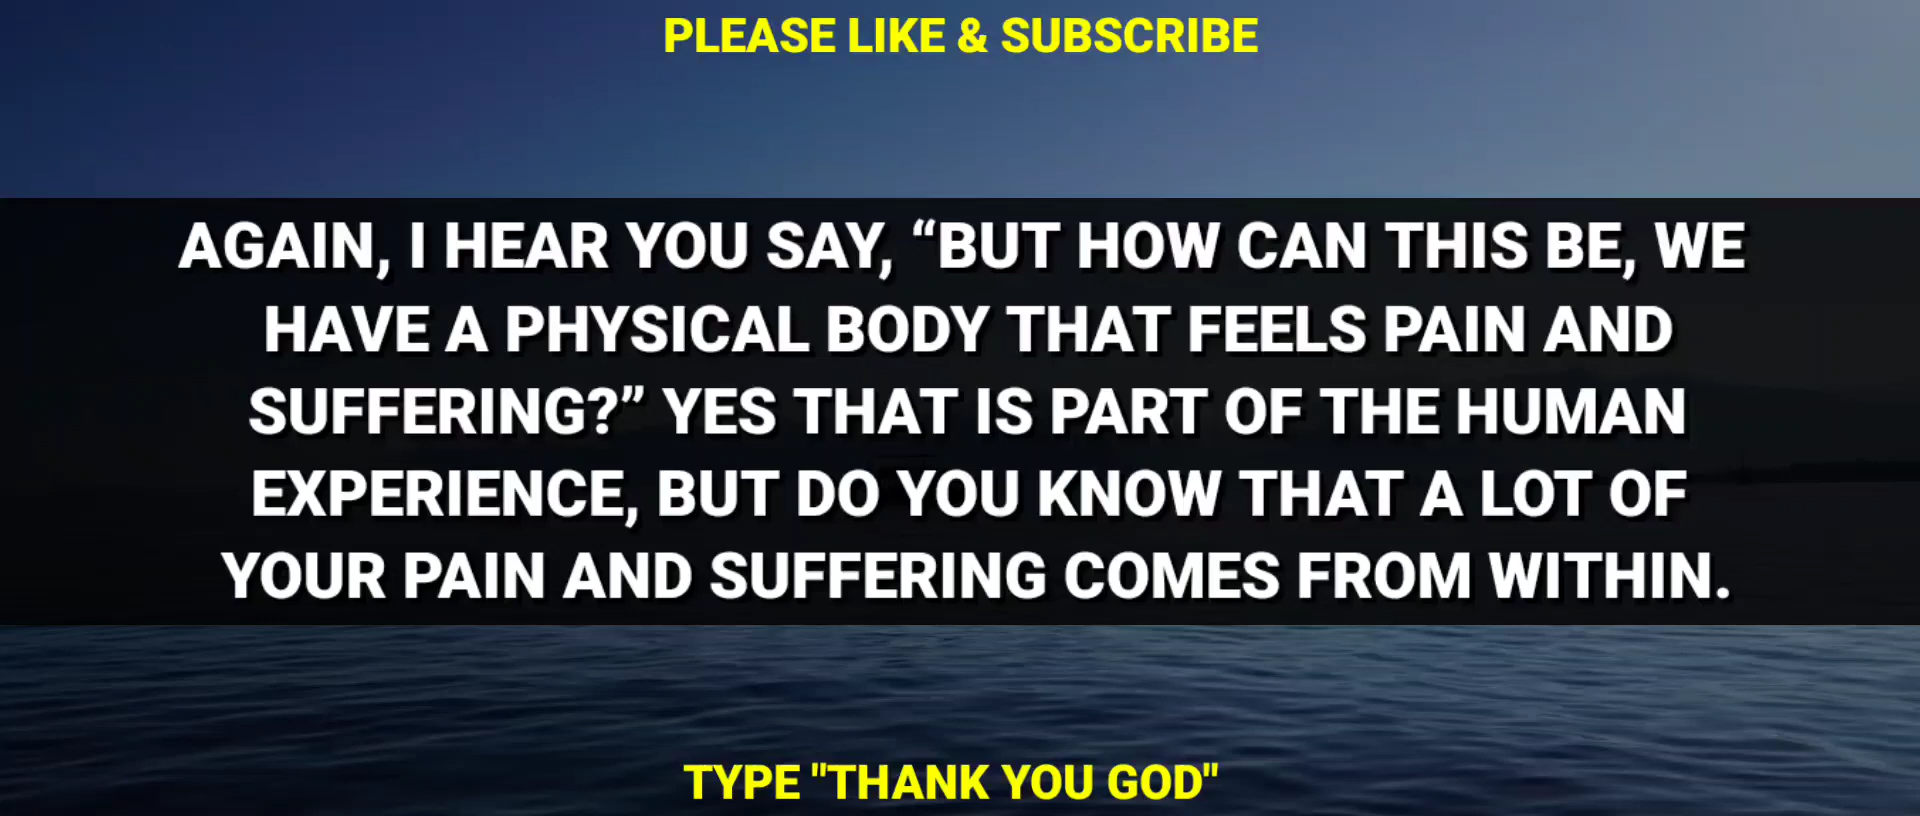 PLEASE LIKE & SUBSCRIBE
AGAIN, I HEAR YOU SAY, “BUT HOW CAN THIS BE, WE
HAVE A PHYSICAL BODY THAT FEELS PAIN AND
SUFFERING?” YES THAT IS PART OF THE HUMAN
EXPERIENCE, BUT DO YOU KNOW THAT A LOT OF
YOUR PAIN AND SUFFERING COMES FROM WITHIN.
TYPE "THANK YOU GOD"